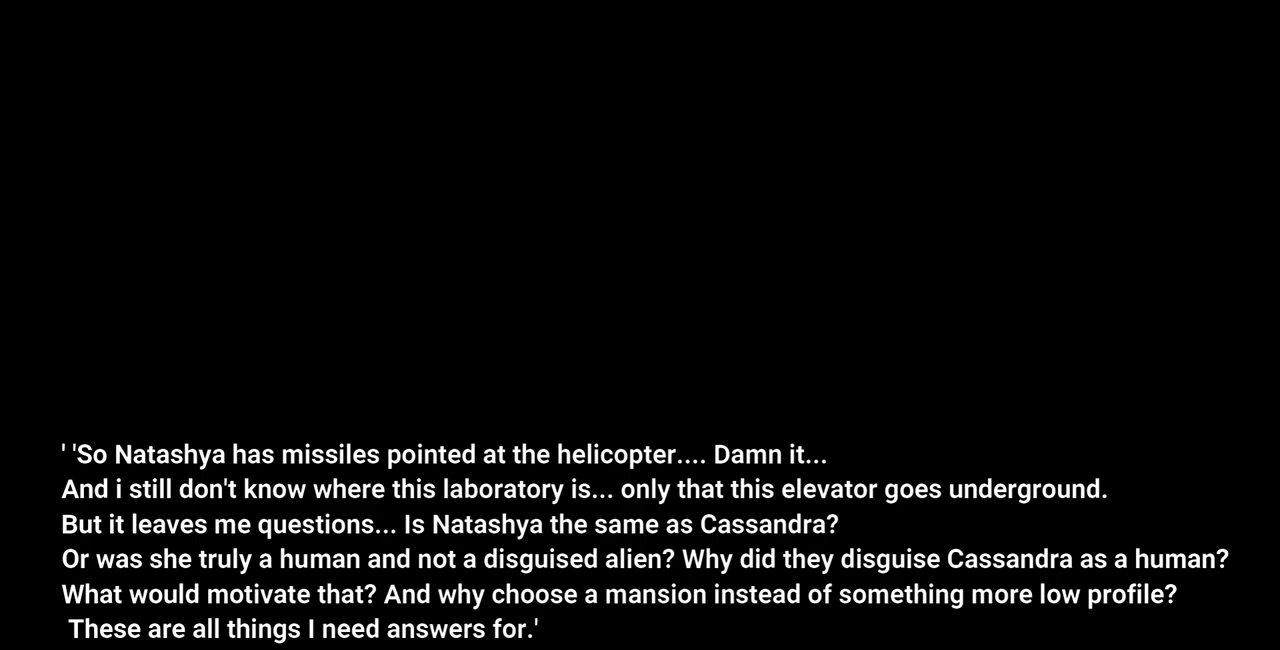 ' 'So Natashya has missiles pointed at the helicopter.... Damn it...
And i still don't know where this laboratory is... only that this elevator goes underground.
But it leaves me questions... Is Natashya the same as Cassandra?
Or was she truly a human and not a disguised alien? Why did they disguise Cassandra as a human?
What would motivate that? And why choose a mansion instead of something more low profile?
These are all things I need answers for.'